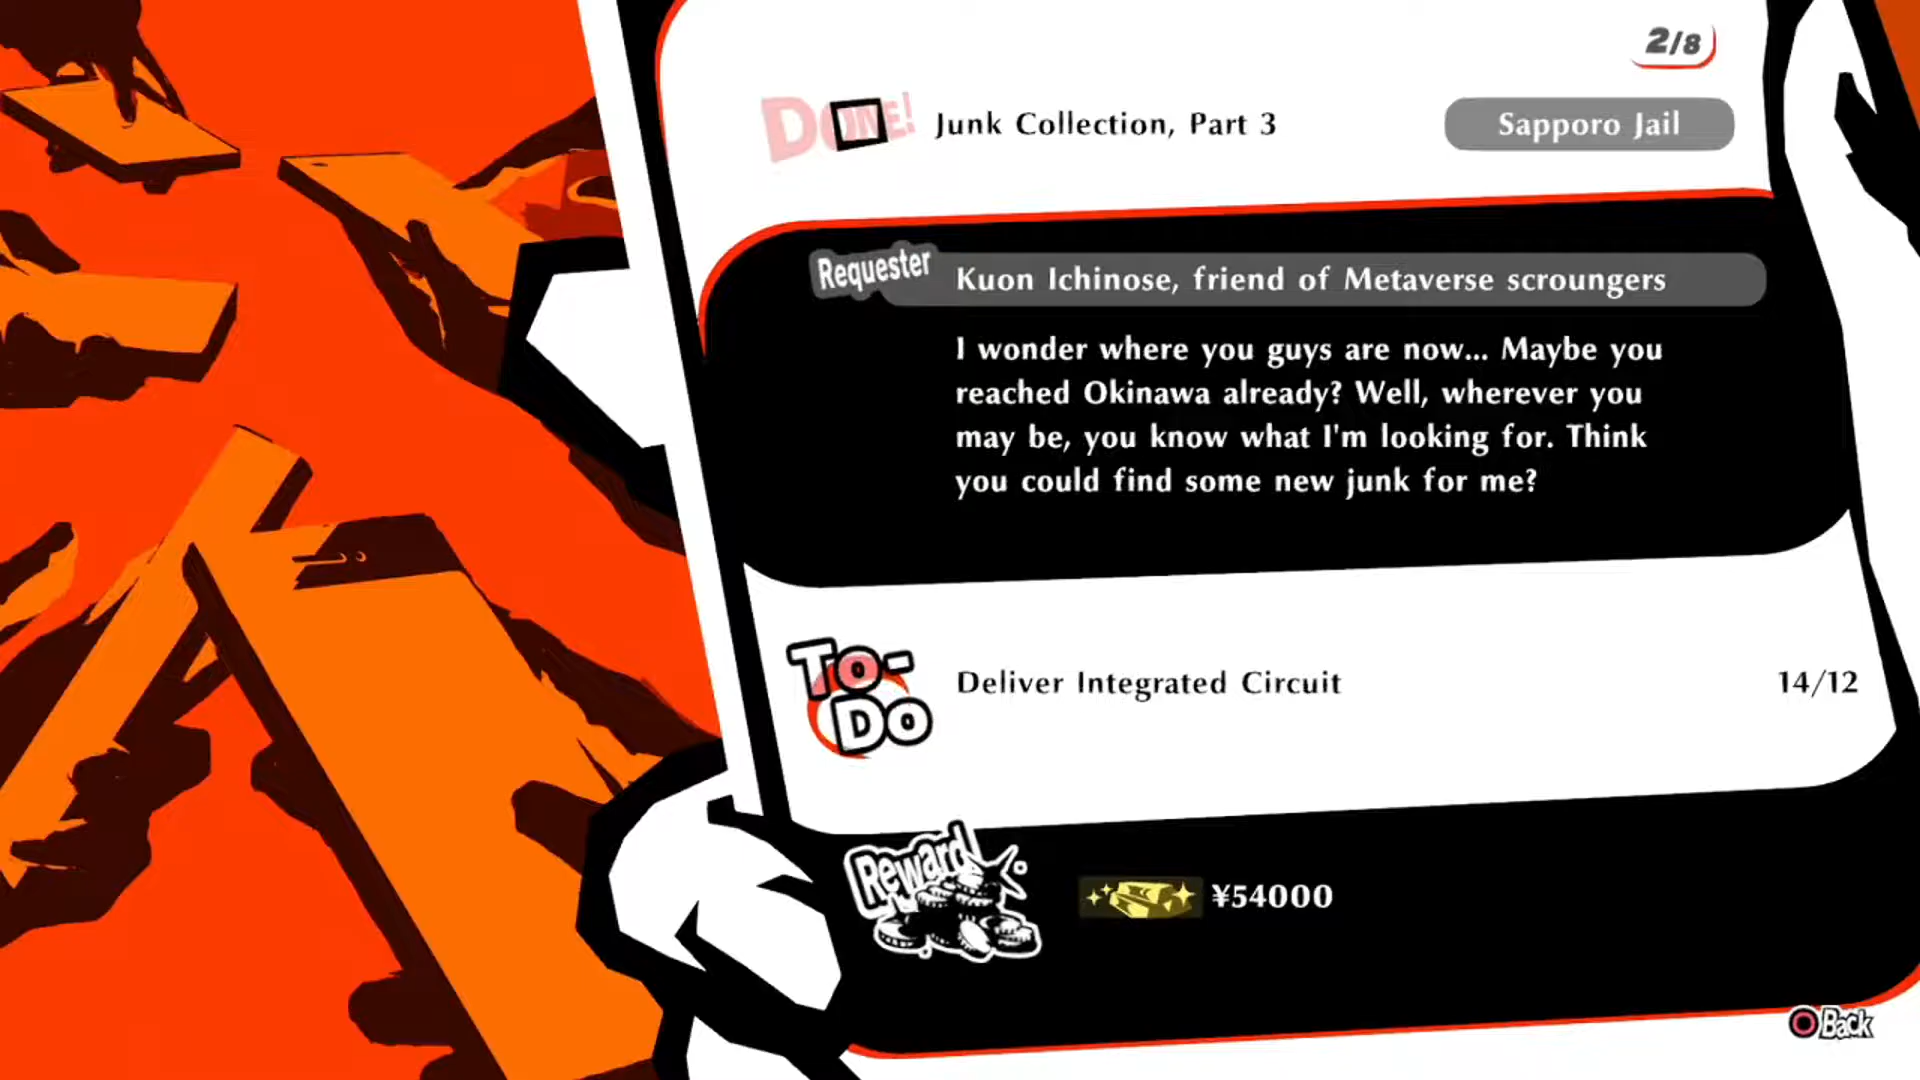 2/8
DONE!
Junk Collection, Part 3
Sapporo Jail
Requester
Kuon Ichinose, friend of Metaverse scroungers
I wonder where you guys are now... Maybe you
reached Okinawa already? Well, wherever you
may be, you know what I'm looking for. Think
you could find some new junk for me?
To-
Do
Deliver Integrated Circuit
14/12
Reward!
¥54000
Back